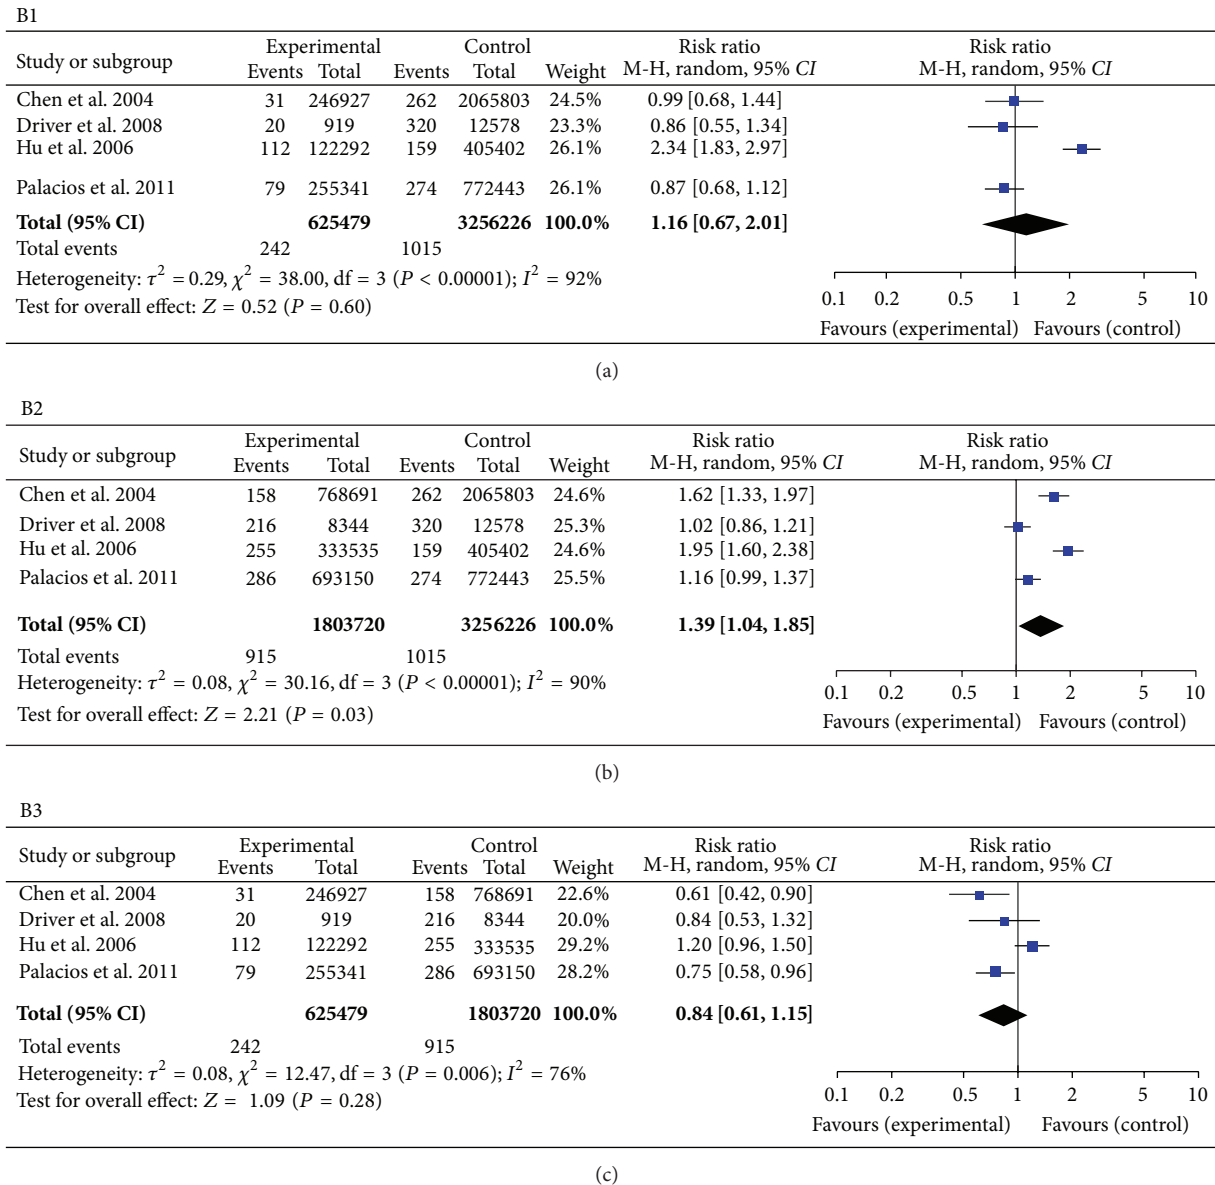 B1
Study or subgroup Experimental Control Weight Risk ratio Risk ratio
Events Total Events Total M-H, random, 95% CI M-H, random, 95% CI
Chen et al. 2004 31 246927 262 2065803 24.5% 0.99 [0.68, 1.44]
Driver et al. 2008 20 919 320 12578 23.3% 0.86 [0.55, 1.34]
Hu et al. 2006 112 122292 159 405402 26.1% 2.34 [1.83, 2.97]
Palacios et al. 2011 79 255341 274 772443 26.1% 0.87 [0.68, 1.12]
Total (95% CI) 625479 3256226 100.0% 1.16 [0.67, 2.01]
Total events 242 1015
Heterogeneity: τ² = 0.29, χ² = 38.00, df = 3 (P < 0.00001); I² = 92%
Test for overall effect: Z = 0.52 (P = 0.60)
0.1 0.2 0.5 1 2 5 10
Favours (experimental) Favours (control)
(a)
B2
Study or subgroup Experimental Control Weight Risk ratio Risk ratio
Events Total Events Total M-H, random, 95% CI M-H, random, 95% CI
Chen et al. 2004 158 768691 262 2065803 24.6% 1.62 [1.33, 1.97]
Driver et al. 2008 216 8344 320 12578 25.3% 1.02 [0.86, 1.21]
Hu et al. 2006 255 333535 159 405402 24.6% 1.95 [1.60, 2.38]
Palacios et al. 2011 286 693150 274 772443 25.5% 1.16 [0.99, 1.37]
Total (95% CI) 1803720 3256226 100.0% 1.39 [1.04, 1.85]
Total events 915 1015
Heterogeneity: τ² = 0.08, χ² = 30.16, df = 3 (P < 0.00001); I² = 90%
Test for overall effect: Z = 2.21 (P = 0.03)
0.1 0.2 0.5 1 2 5 10
Favours (experimental) Favours (control)
(b)
B3
Study or subgroup Experimental Control Weight Risk ratio Risk ratio
Events Total Events Total M-H, random, 95% CI M-H, random, 95% CI
Chen et al. 2004 31 246927 158 768691 22.6% 0.61 [0.42, 0.90]
Driver et al. 2008 20 919 216 8344 20.0% 0.84 [0.53, 1.32]
Hu et al. 2006 112 122292 255 333535 29.2% 1.20 [0.96, 1.50]
Palacios et al. 2011 79 255341 286 693150 28.2% 0.75 [0.58, 0.96]
Total (95% CI) 625479 1803720 100.0% 0.84 [0.61, 1.15]
Total events 242 915
Heterogeneity: τ² = 0.08, χ² = 12.47, df = 3 (P = 0.006); I² = 76%
Test for overall effect: Z = 1.09 (P = 0.28)
0.1 0.2 0.5 1 2 5 10
Favours (experimental) Favours (control)
(c)